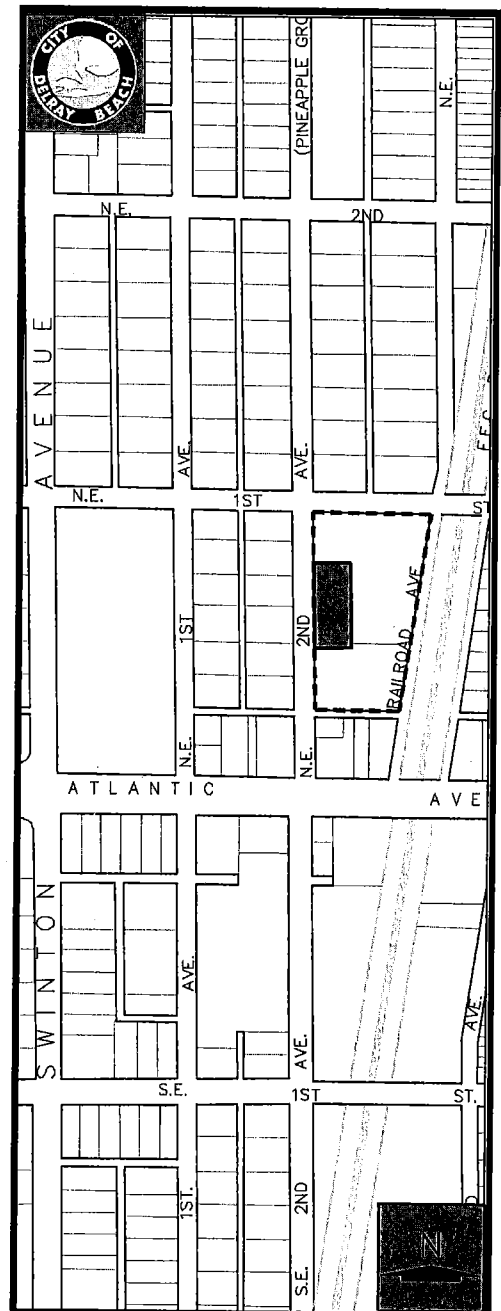 CITY OF
DELRAY BEACH
(PINEAPPLE GRO
N.E.
N.E.
2ND
AVENUE
AVE.
AVE.
F.E.C.
N.E.
1ST
ST
1ST
2ND
RAILROAD AVE
N.E.
N.E.
ATLANTIC
AVE
SWINTON
AVE.
AVE.
AVE.
S.E.
1ST
ST.
1ST.
2ND
S.E.
N